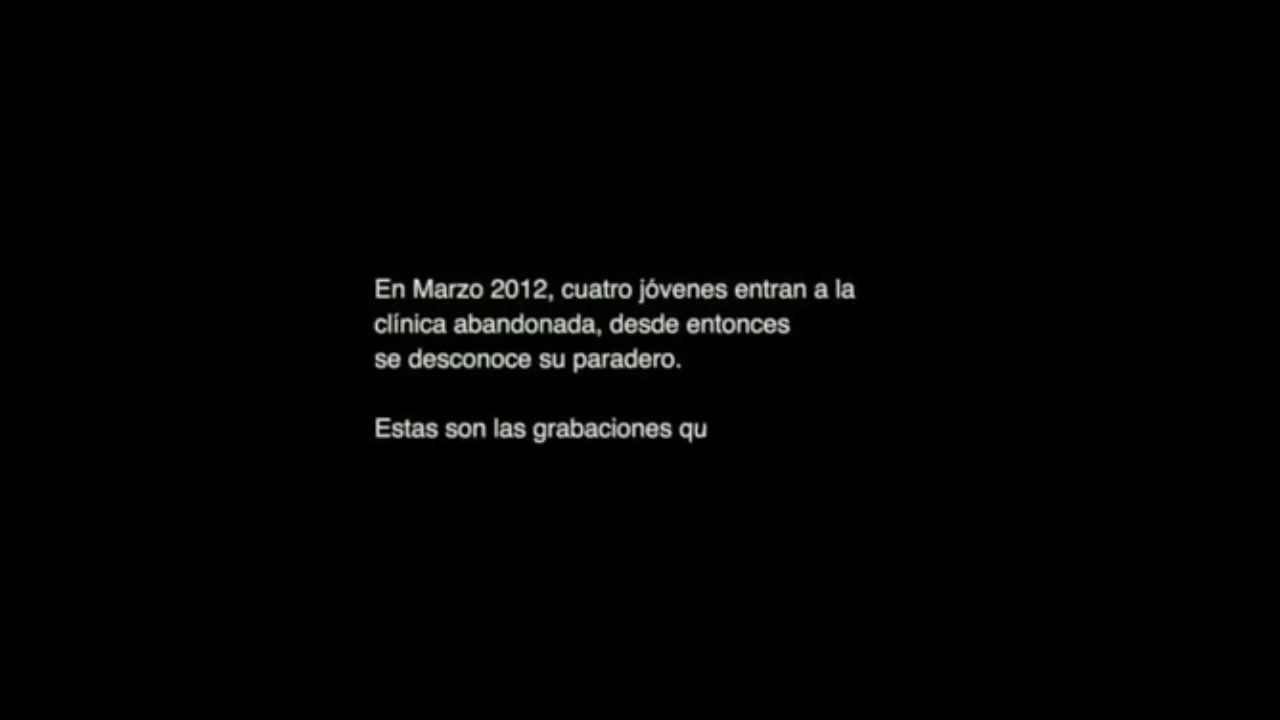 En Marzo 2012, cuatro jóvenes entran a la
clínica abandonada, desde entonces
se desconoce su paradero.
Estas son las grabaciones qu